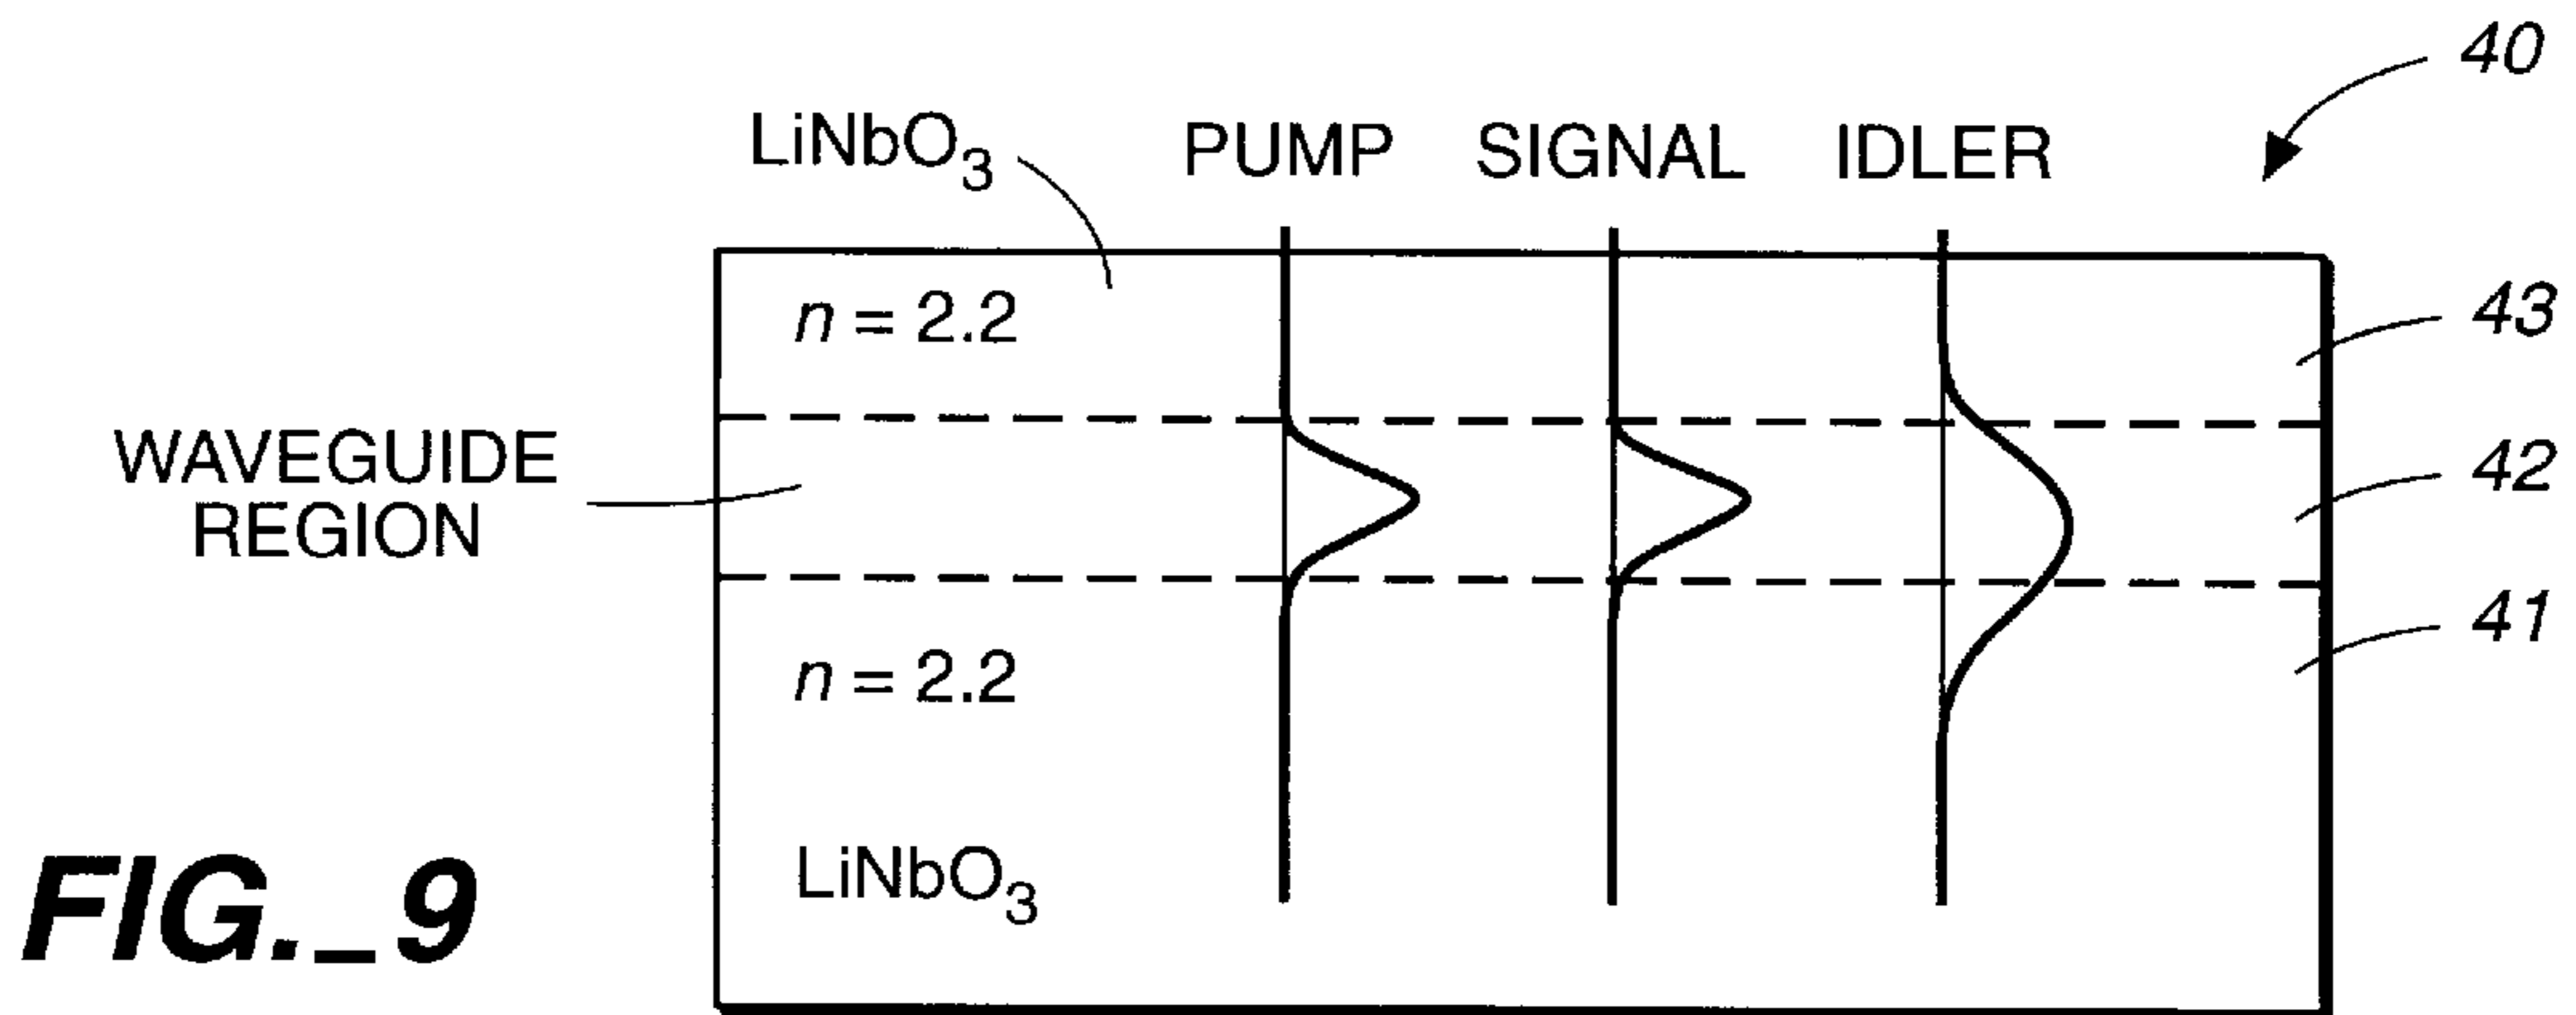 40
LiNbO3
PUMP
SIGNAL
IDLER
n = 2.2
43
WAVEGUIDE
REGION
42
41
n = 2.2
LiNbO3
FIG._9